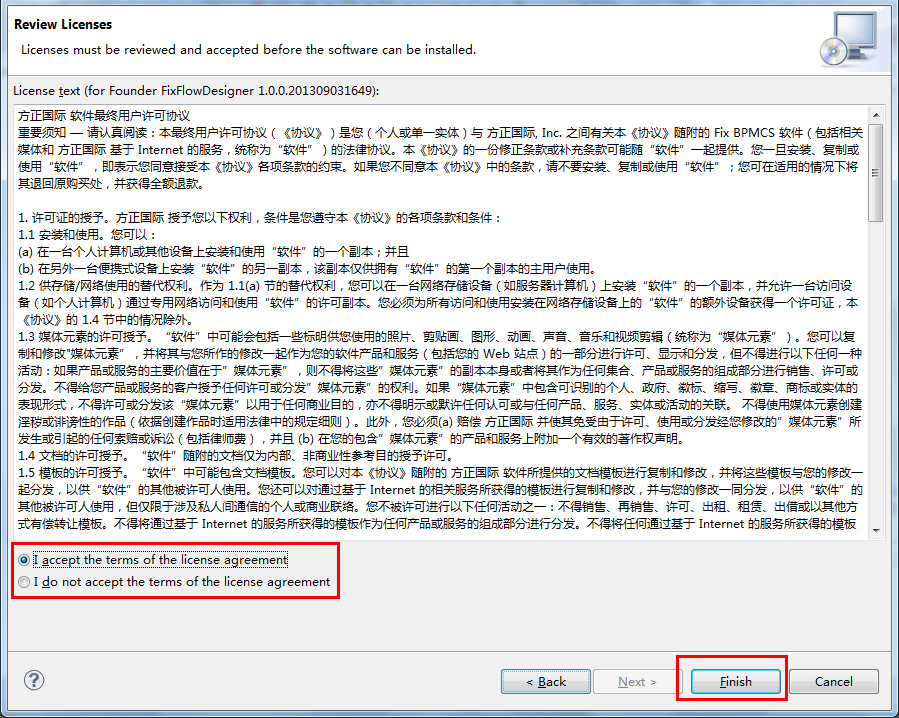 Review Licenses
Licenses must be reviewed and accepted before the software can be installed.
License text (for Founder FixFlowDesigner 1.0.0.201309031649):
方正国际 软件最终用户许可协议
重要须知 — 请认真阅读：本最终用户许可协议（《协议》）是您（个人或单一实体）与 方正国际, Inc. 之间有关本《协议》随附的 Fix BPMCS 软件（包括相关
媒体和 方正国际 基于 Internet 的服务，统称为“软件”）的法律协议。本《协议》的一份修正条款或补充条款可能随“软件”一起提供。您一旦安装、复制或
使用“软件”，即表示您同意接受本《协议》各项条款的约束。如果您不同意本《协议》中的条款，请不要安装、复制或使用“软件”；您可在适用的情况下将
其退回原购买处，并获得全额退款。
1. 许可证的授予。方正国际 授予您以下权利，条件是您遵守本《协议》的各项条款和条件：
1.1 安装和使用。您可以：
(a) 在一台个人计算机或其他设备上安装和使用“软件”的一个副本；并且
(b) 在另外一台便携式设备上安装“软件”的另一副本，该副本仅供拥有“软件”的第一个副本的主用户使用。
1.2 供存储/网络使用的替代权利。作为 1.1(a) 节的替代权利，您可以在一台网络存储设备（如服务器计算机）上安装“软件”的一个副本，并允许一台访问设
备（如个人计算机）通过专用网络访问和使用“软件”的许可副本。您必须为所有访问和使用安装在网络存储设备上的“软件”的额外设备获得一个许可证，本
《协议》的 1.4 节中的情况除外。
1.3 媒体元素的许可授予。“软件”中可能会包括一些标明供您使用的照片、剪贴画、图形、动画、声音、音乐和视频剪辑（统称为“媒体元素”）。您可以复
制和修改"媒体元素”，并将其与您所作的修改一起作为您的软件产品和服务（包括您的 Web 站点）的一部分进行许可、显示和分发，但不得进行以下任何一种
活动：如果产品或服务的主要价值在于”媒体元素”，则不得将这些”媒体元素”的副本本身或者将其作为任何集合、产品或服务的组成部分进行销售、许可或
分发。不得给您产品或服务的客户授予任何许可或分发”媒体元素”的权利。如果“媒体元素”中包含可识别的个人、政府、徽标、缩写、徽章、商标或实体的
表现形式，不得许可或分发该“媒体元素”以用于任何商业目的，亦不得明示或默许任何认可或与任何产品、服务、实体或活动的关联。 不得使用媒体元素创建
淫秽或诽谤性的作品（依据创建作品时适用法律中的规定细则）。此外，您必须(a) 赔偿 方正国际 并使其免受由于许可、使用或分发经您修改的”媒体元素”所
发生或引起的任何索赔或诉讼（包括律师费），并且 (b) 在您的包含”媒体元素”的产品和服务上附加一个有效的著作权声明。
1.4 文档的许可授予。“软件”随附的文档仅为内部、非商业性参考目的授予许可。
1.5 模板的许可授予。“软件”中可能包含文档模板。您可以对本《协议》随附的 方正国际 软件所提供的文档模板进行复制和修改，并将这些模板与您的修改一
起分发，以供“软件”的其他被许可人使用。您还可以对通过基于 Internet 的相关服务所获得的模板进行复制和修改，并与您的修改一同分发，以供“软件”的
其他被许可人使用，但仅限于涉及私人间通信的个人或商业联络。您不被许可进行以下任何活动之一：不得销售、再销售、许可、出租、租赁、出借或以其他方
式有偿转让模板。不得将通过基于 Internet 的服务所获得的模板作为任何产品或服务的组成部分进行分发。不得将任何通过基于 Internet 的服务所获得的模板
I accept the terms of the license agreement
I do not accept the terms of the license agreement
?
< Back
Next >
Finish
Cancel